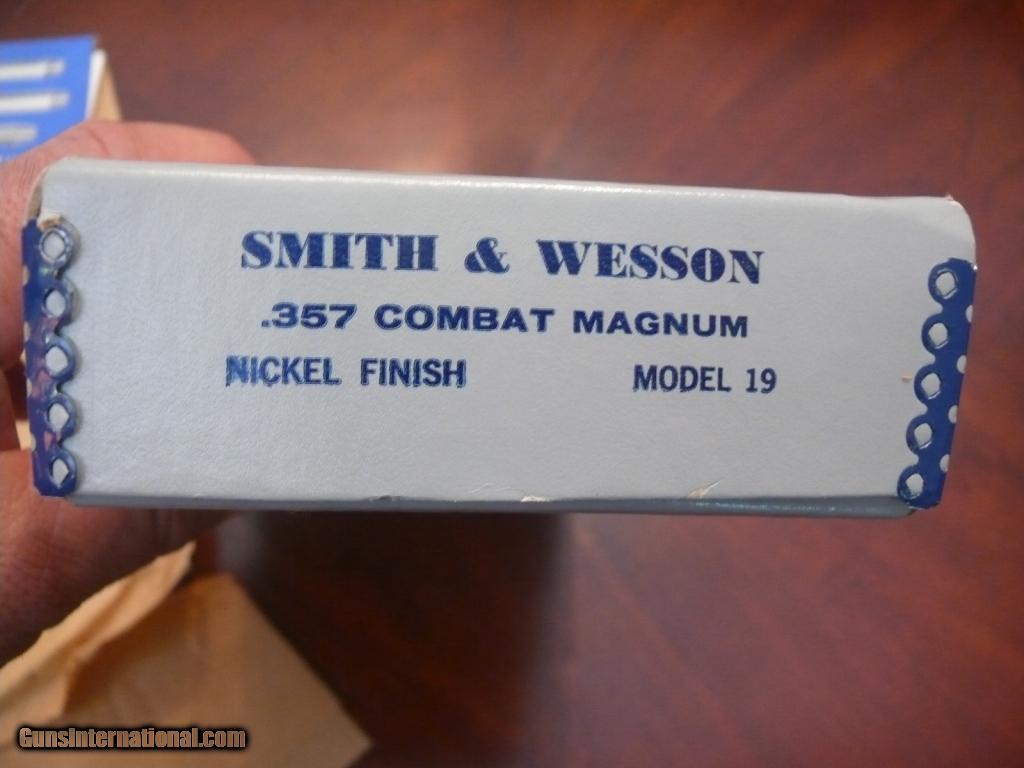 SMITH & WESSON
.357 COMBAT MAGNUM
NICKEL FINISH MODEL 19
GunsInternational.com